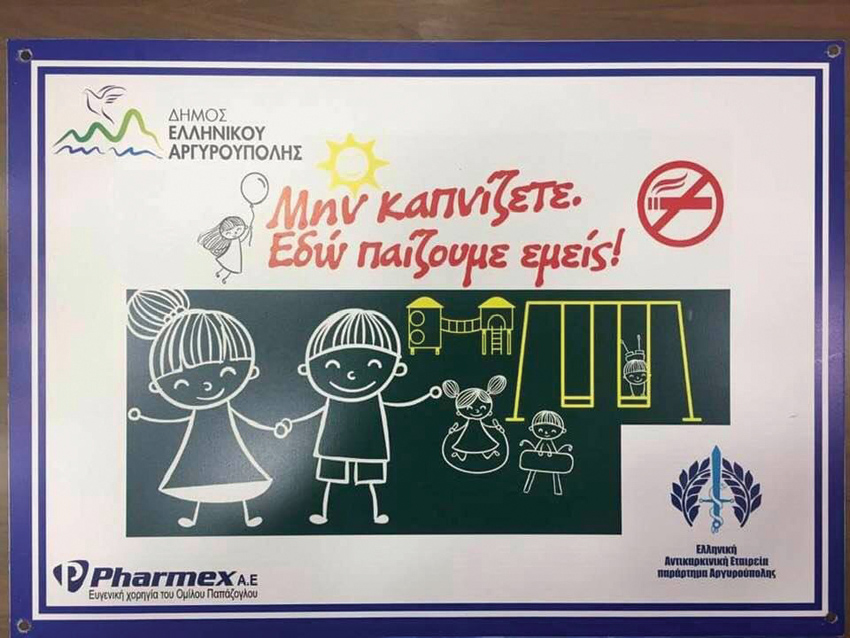 ΔΗΜΟΣ
ΕΛΛΗΝΙΚΟΥ
ΑΡΓΥΡΟΥΠΟΛΗΣ
Μην καπνίζετε.
Εδώ παίζουμε εμείς!
Ελληνική
Αντικαρκινική Εταιρεία
παράρτημα Αργυρούπολης
Pharmex A.E
Ευγενική χορηγία του Ομίλου Παπάζογλου